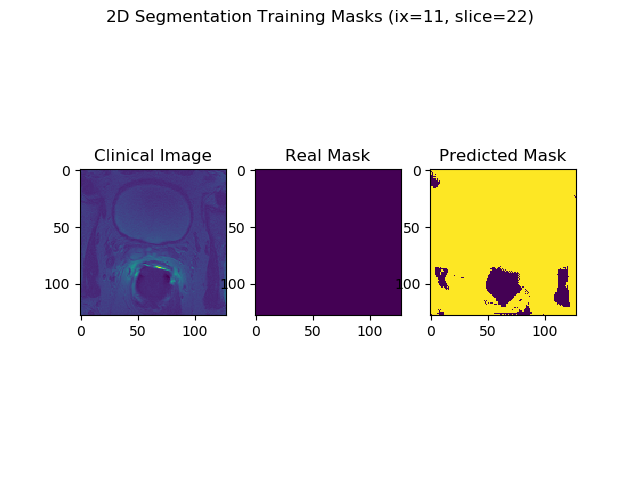 2D Segmentation Training Masks (ix=11, slice=22)
Clinical Image Real Mask Predicted Mask
0 0 0
50 50 50
100 100 100
0 50 100 0 50 100 0 50 100